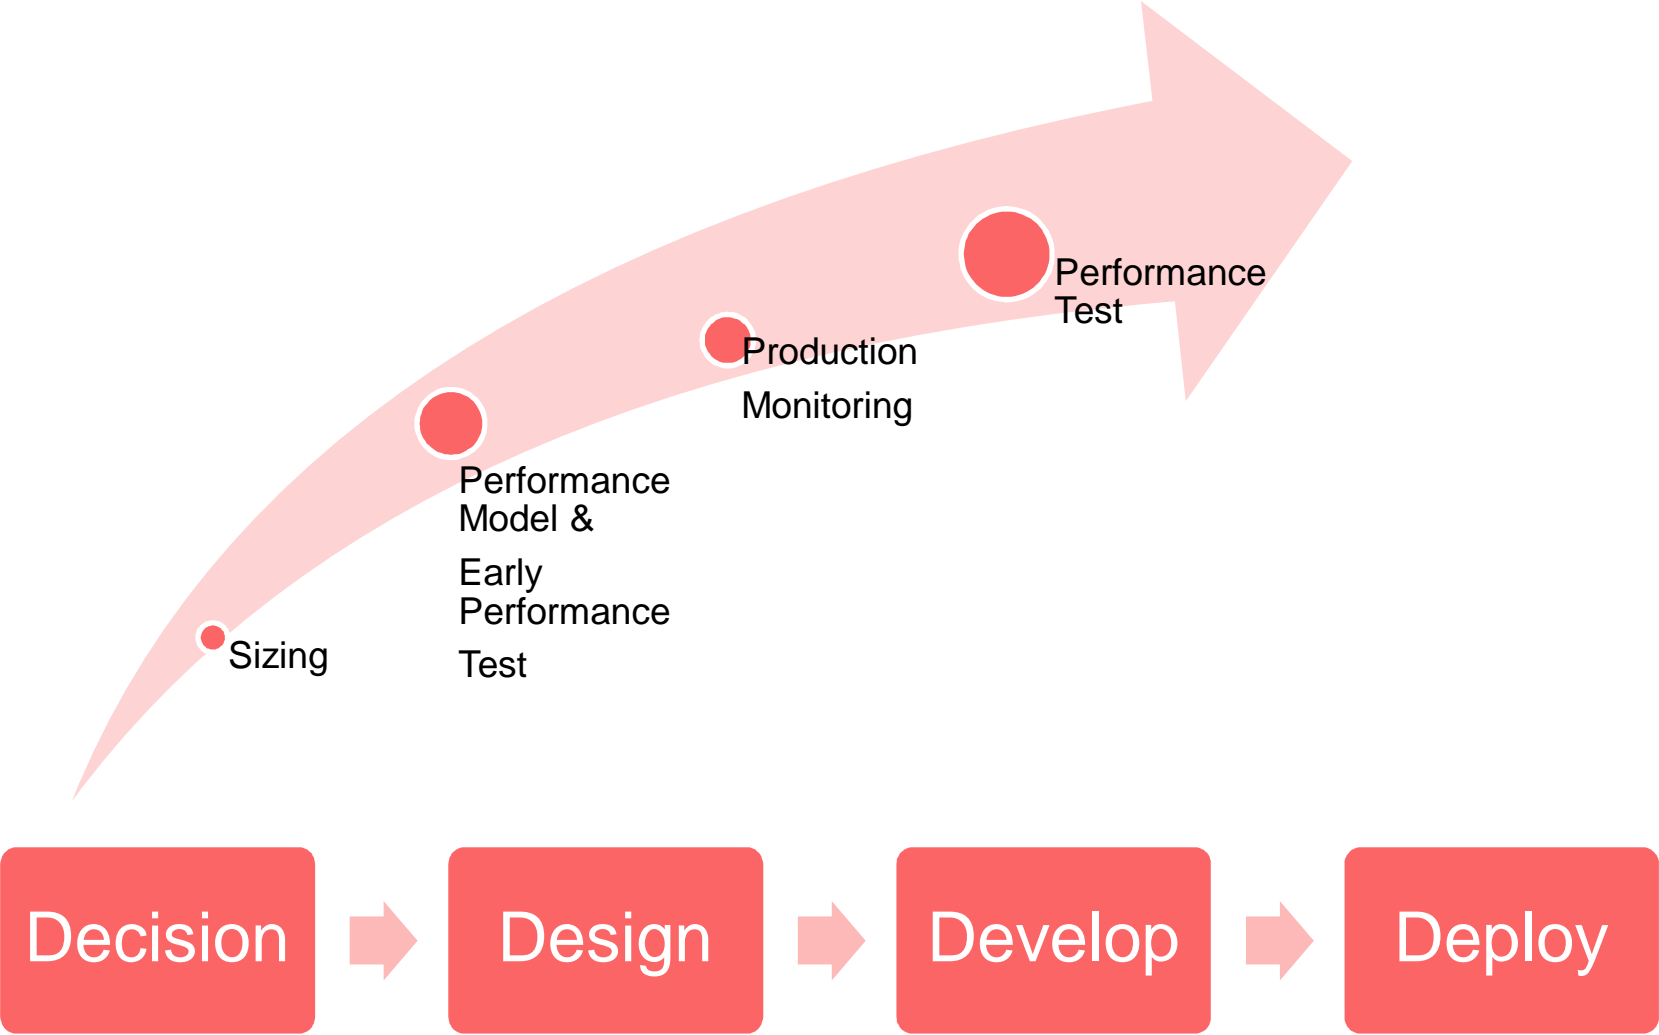 Performance
Test
Production
Monitoring
Performance
Model &
Early
Performance
Test
Sizing
Decision
Design
Develop
Deploy